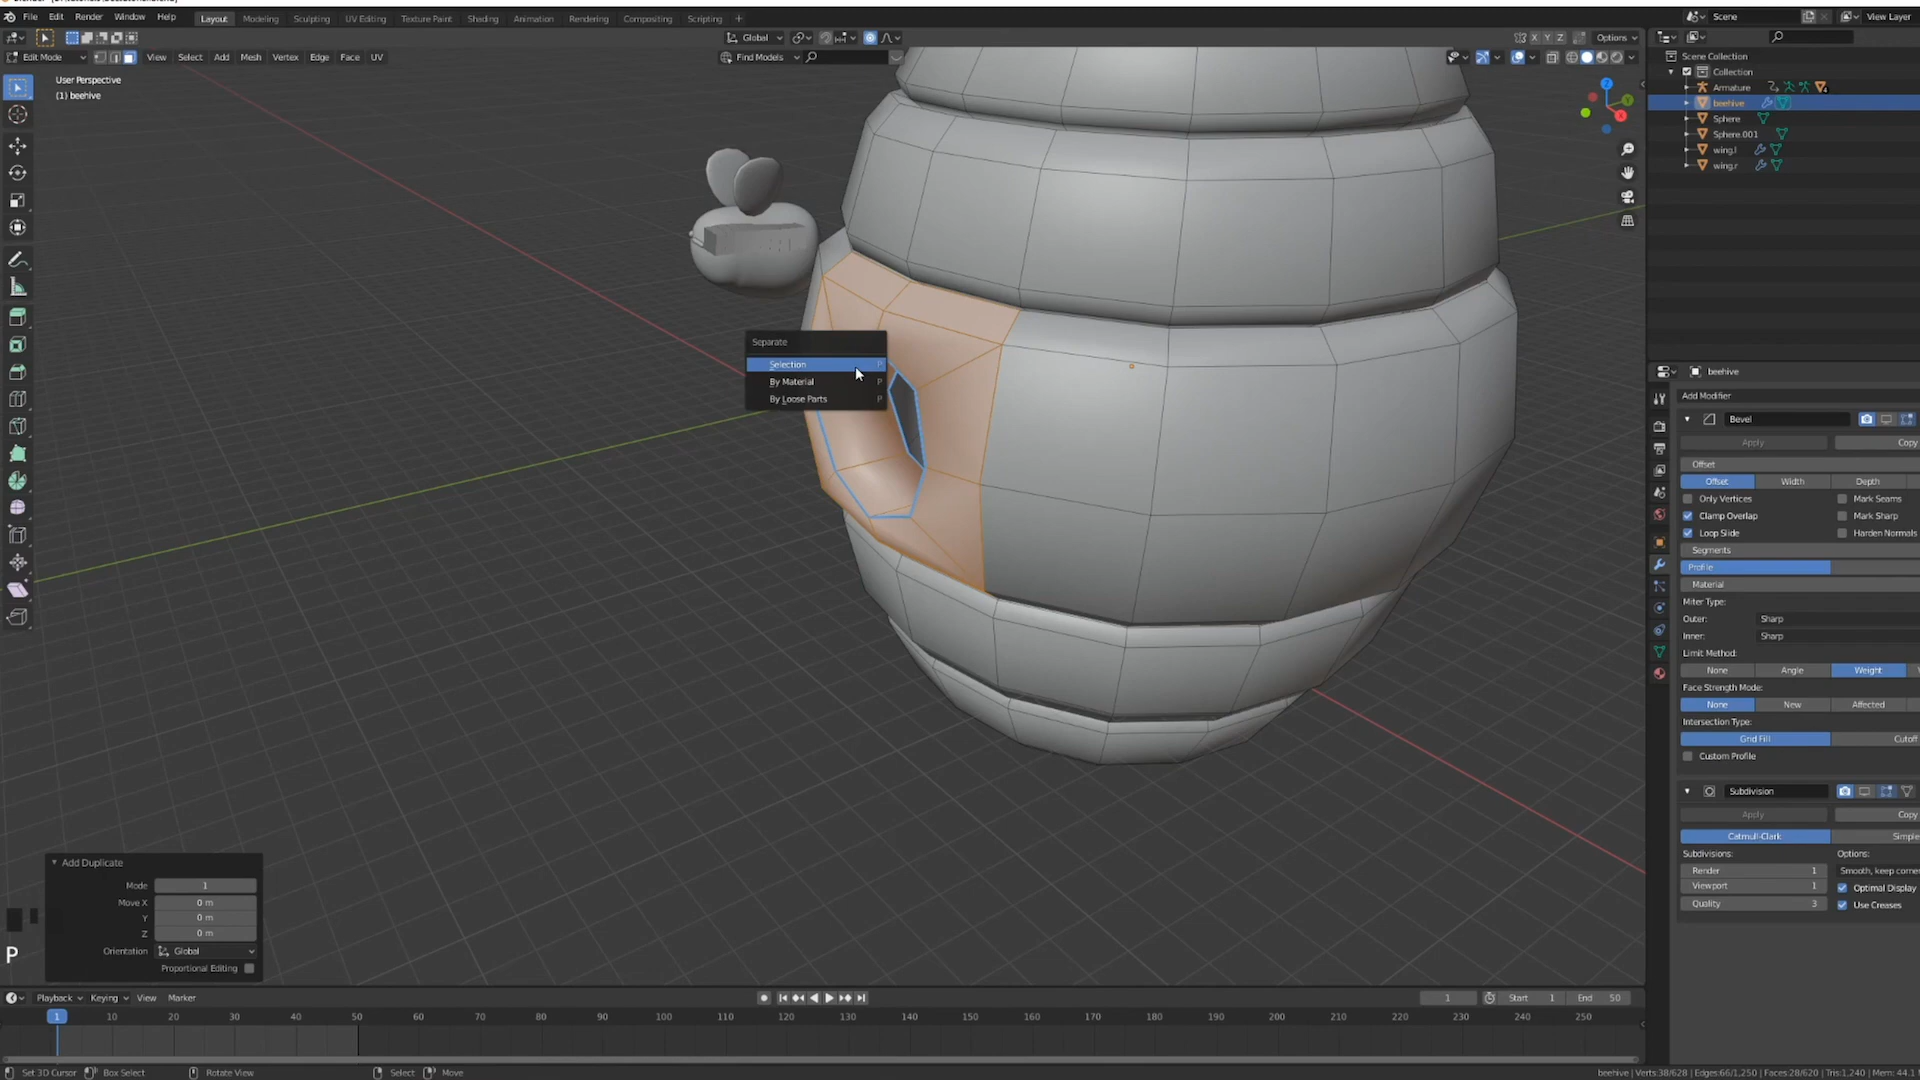 File Edit Render Window Help
Layout Modeling Sculpting UV Editing Texture Paint Shading Animation Rendering Compositing Scripting +
Scene
View Layer
Global
X Y Z
Options
Edit Mode View Select Add Mesh Vertex Edge Face UV
Find Models
User Perspective
(1) beehive
Scene Collection
Collection
Armature
beehive
Sphere
Sphere.001
wing.l
wing.r
Separate
Selection P
By Material P
By Loose Parts P
beehive
Add Modifier
Bevel
Apply Copy
Offset
Offset Width Depth
Only Vertices Mark Seams
Clamp Overlap Mark Sharp
Loop Slide Harden Normals
Segments
Profile
Material
Miter Type:
Outer: Sharp
Inner: Sharp
Limit Method:
None Angle Weight
Face Strength Mode:
None New Affected
Intersection Type:
Grid Fill Cutoff
Custom Profile
Subdivision
Apply Copy
Catmull-Clark Simple
Subdivisions: Options:
Render 1 Smooth, keep corne
Viewport 1 Optimal Display
Quality 3 Use Creases
Add Duplicate
Mode 1
Move X 0 m
Y 0 m
Z 0 m
Orientation Global
Proportional Editing
P
Playback Keying View Marker
1 Start 1 End 50
1 10 20 30 40 50 60 70 80 90 100 110 120 130 140 150 160 170 180 190 200 210 220 230 240 250
Set 3D Cursor Box Select Rotate View Select Move
beehive | Verts:38/628 | Edges:66/1,250 | Faces:28/620 | Tris:1,240 | Mem: 44.1